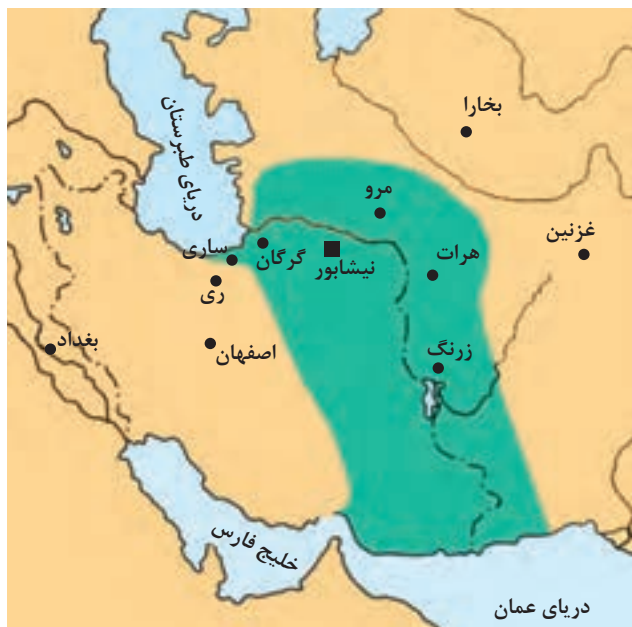 بخارا
دریای طبرستان
مرو
غزنین
هرات
نیشابور
گرگان
ساری
ری
اصفهان
بغداد
زرنگ
خلیج فارس
دریای عمان